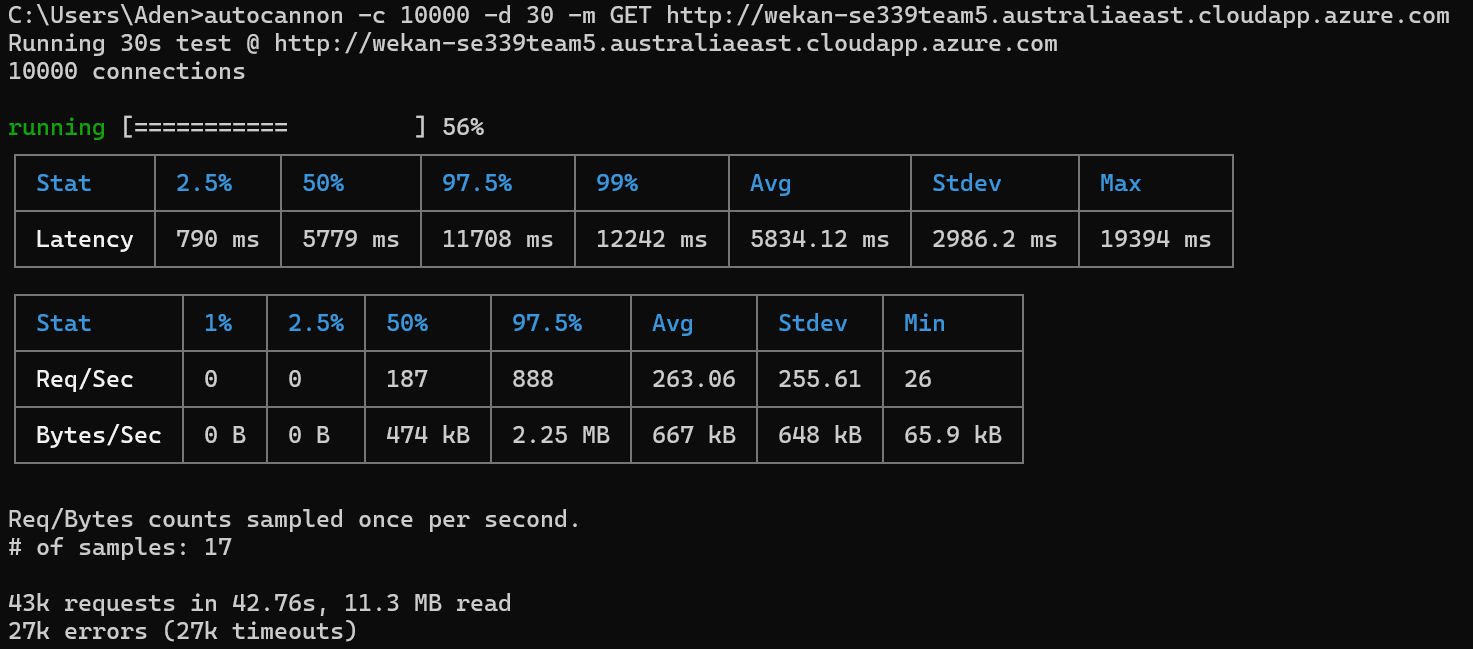 C:\Users\Aden>autocannon -c 10000 -d 30 -m GET http://wekan-se339team5.australiaeast.cloudapp.azure.com
Running 30s test @ http://wekan-se339team5.australiaeast.cloudapp.azure.com
10000 connections
running [=========== ] 56%
Stat 2.5% 50% 97.5% 99% Avg Stdev Max
Latency 790 ms 5779 ms 11708 ms 12242 ms 5834.12 ms 2986.2 ms 19394 ms
Stat 1% 2.5% 50% 97.5% Avg Stdev Min
Req/Sec 0 0 187 888 263.06 255.61 26
Bytes/Sec 0 B 0 B 474 kB 2.25 MB 667 kB 648 kB 65.9 kB
Req/Bytes counts sampled once per second.
# of samples: 17
43k requests in 42.76s, 11.3 MB read
27k errors (27k timeouts)